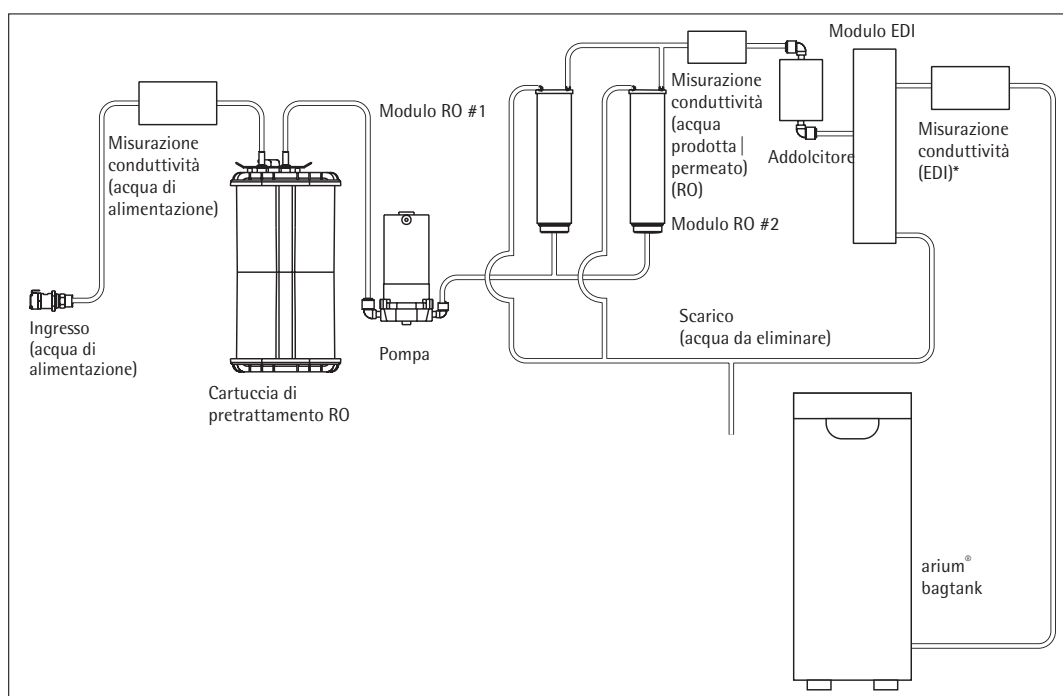 Modulo EDI
Modulo RO #1
Misurazione
conduttività
(acqua di
alimentazione)
Misurazione
conduttività
(acqua
prodotta |
permeato)
(RO)
Addolcitore
Misurazione
conduttività
(EDI)*
Modulo RO #2
Ingresso
(acqua di
alimentazione)
Pompa
Scarico
(acqua da eliminare)
Cartuccia di
pretrattamento RO
arium®
bagtank